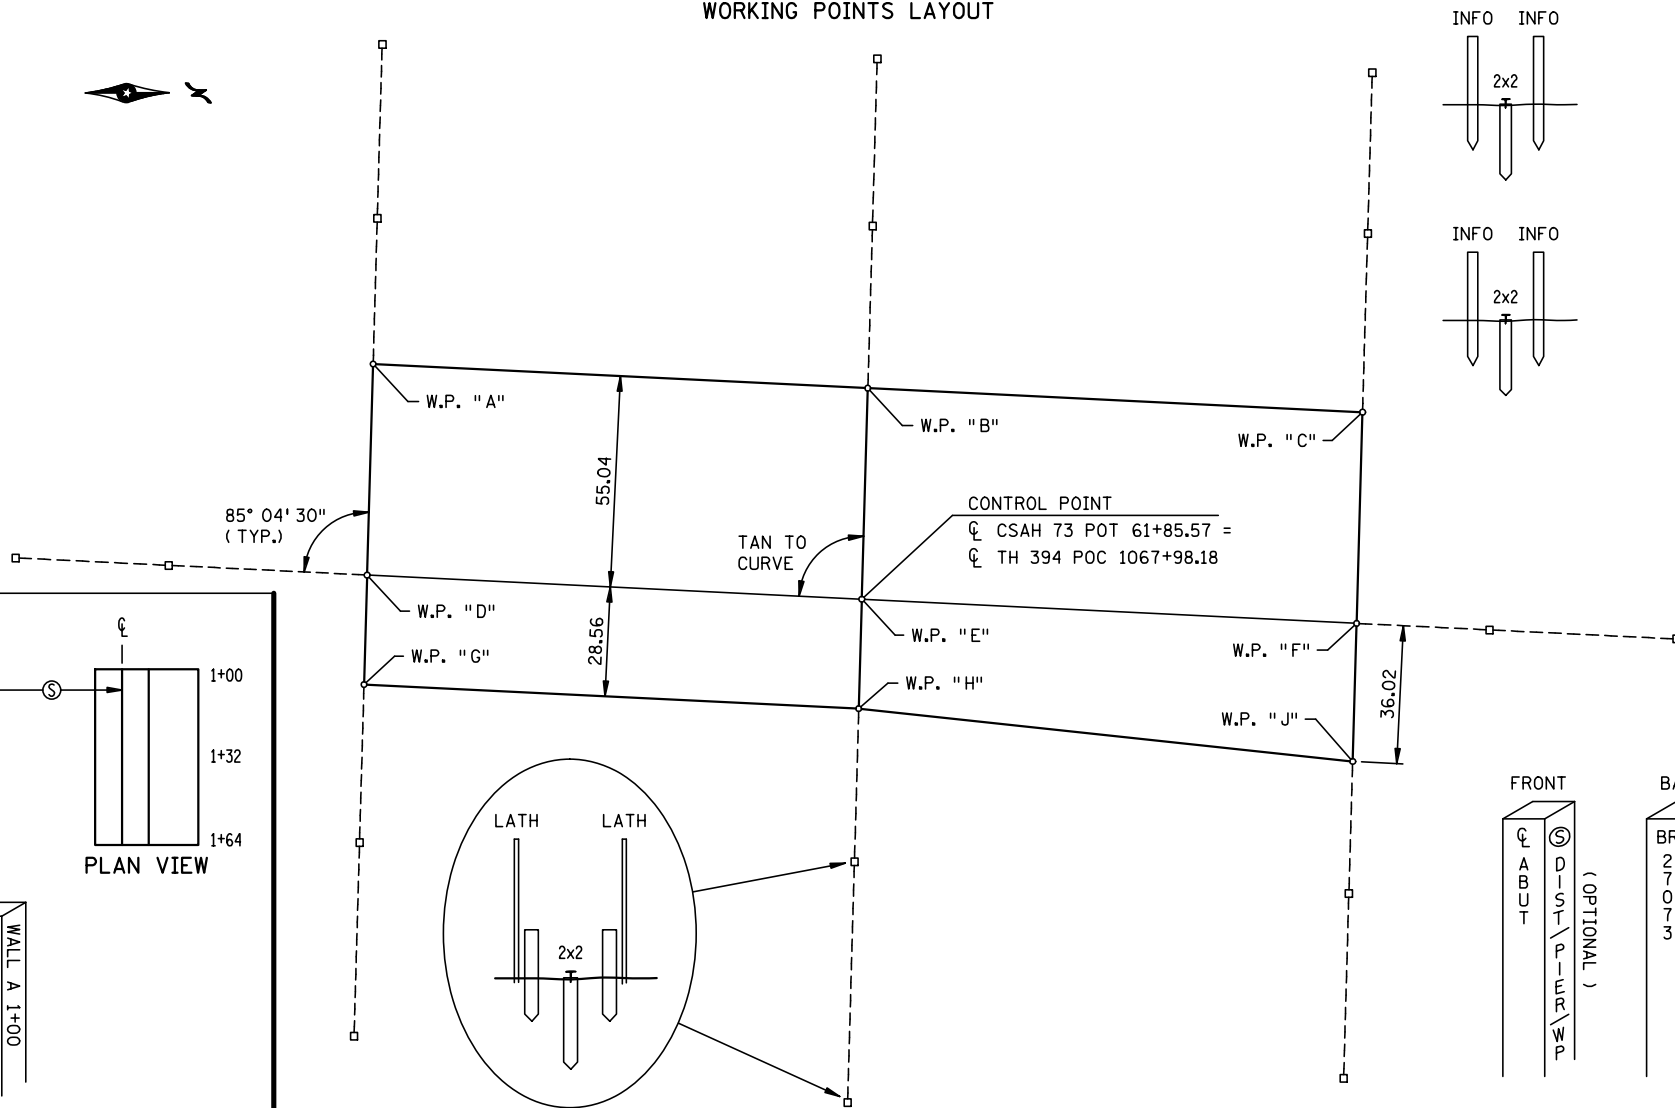 WORKING POINTS LAYOUT
INFO INFO
2x2
INFO INFO
2x2
W.P. "A"
W.P. "B"
W.P. "C"
55.04
CONTROL POINT
℄ CSAH 73 POT 61+85.57 =
℄ TH 394 POC 1067+98.18
85° 04' 30"
(TYP.)
TAN TO
CURVE
W.P. "D"
W.P. "E"
W.P. "F"
28.56
W.P. "G"
W.P. "H"
W.P. "J"
36.02
℄
S
1+00
1+32
1+64
PLAN VIEW
WALL A 1+00
LATH LATH
2x2
FRONT
℄ ABUT
S DIST/PIER/WP
(OPTIONAL)
27073